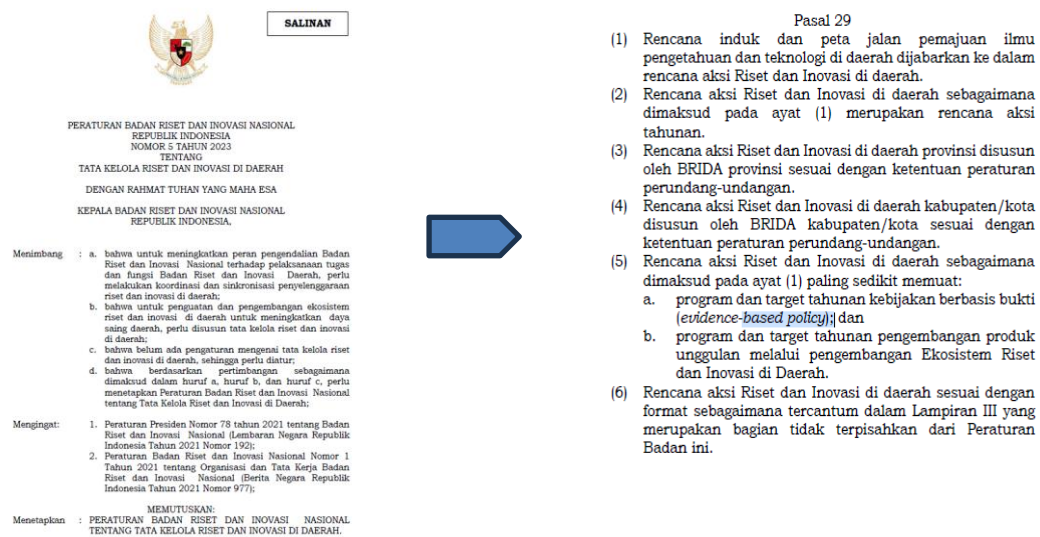 SALINAN
PERATURAN BADAN RISET DAN INOVASI NASIONAL
REPUBLIK INDONESIA
NOMOR 5 TAHUN 2023
TENTANG
TATA KELOLA RISET DAN INOVASI DI DAERAH
DENGAN RAHMAT TUHAN YANG MAHA ESA
KEPALA BADAN RISET DAN INOVASI NASIONAL
REPUBLIK INDONESIA,
Menimbang : a. bahwa untuk meningkatkan peran pengendalian Badan
Riset dan Inovasi Nasional terhadap pelaksanaan tugas
dan fungsi Badan Riset dan Inovasi Daerah, perlu
melakukan koordinasi dan sinkronisasi penyelenggaraan
riset dan inovasi di daerah;
b. bahwa untuk penguatan dan pengembangan ekosistem
riset dan inovasi di daerah untuk meningkatkan daya
saing daerah, perlu disusun tata kelola riset dan inovasi
di daerah;
c. bahwa belum ada pengaturan mengenai tata kelola riset
dan inovasi di daerah, sehingga perlu diatur;
d. bahwa berdasarkan pertimbangan sebagaimana
dimaksud dalam huruf a, huruf b, dan huruf c, perlu
menetapkan Peraturan Badan Riset dan Inovasi Nasional
tentang Tata Kelola Riset dan Inovasi di Daerah;
Mengingat: 1. Peraturan Presiden Nomor 78 tahun 2021 tentang Badan
Riset dan Inovasi Nasional (Lembaran Negara Republik
Indonesia Tahun 2021 Nomor 192);
2. Peraturan Badan Riset dan Inovasi Nasional Nomor 1
Tahun 2021 tentang Organisasi dan Tata Kerja Badan
Riset dan Inovasi Nasional (Berita Negara Republik
Indonesia Tahun 2021 Nomor 977);
MEMUTUSKAN:
Menetapkan : PERATURAN BADAN RISET DAN INOVASI NASIONAL
TENTANG TATA KELOLA RISET DAN INOVASI DI DAERAH.
Pasal 29
(1) Rencana induk dan peta jalan pemajuan ilmu
pengetahuan dan teknologi di daerah dijabarkan ke dalam
rencana aksi Riset dan Inovasi di daerah.
(2) Rencana aksi Riset dan Inovasi di daerah sebagaimana
dimaksud pada ayat (1) merupakan rencana aksi
tahunan.
(3) Rencana aksi Riset dan Inovasi di daerah provinsi disusun
oleh BRIDA provinsi sesuai dengan ketentuan peraturan
perundang-undangan.
(4) Rencana aksi Riset dan Inovasi di daerah kabupaten/kota
disusun oleh BRIDA kabupaten/kota sesuai dengan
ketentuan peraturan perundang-undangan.
(5) Rencana aksi Riset dan Inovasi di daerah sebagaimana
dimaksud pada ayat (1) paling sedikit memuat:
a. program dan target tahunan kebijakan berbasis bukti
(evidence-based policy); dan
b. program dan target tahunan pengembangan produk
unggulan melalui pengembangan Ekosistem Riset
dan Inovasi di Daerah.
(6) Rencana aksi Riset dan Inovasi di daerah sesuai dengan
format sebagaimana tercantum dalam Lampiran III yang
merupakan bagian tidak terpisahkan dari Peraturan
Badan ini.